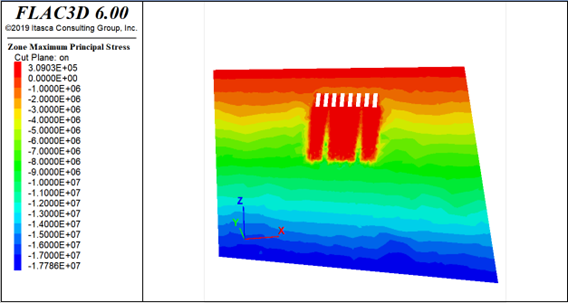 FLAC3D 6.00
©2019 Itasca Consulting Group, Inc.
Zone Maximum Principal Stress
Cut Plane: on
3.0903E+05
0.0000E+00
-1.0000E+06
-2.0000E+06
-3.0000E+06
-4.0000E+06
-5.0000E+06
-6.0000E+06
-7.0000E+06
-8.0000E+06
-9.0000E+06
-1.0000E+07
-1.1000E+07
-1.2000E+07
-1.3000E+07
-1.4000E+07
-1.5000E+07
-1.6000E+07
-1.7000E+07
-1.7786E+07
Z
Y
X